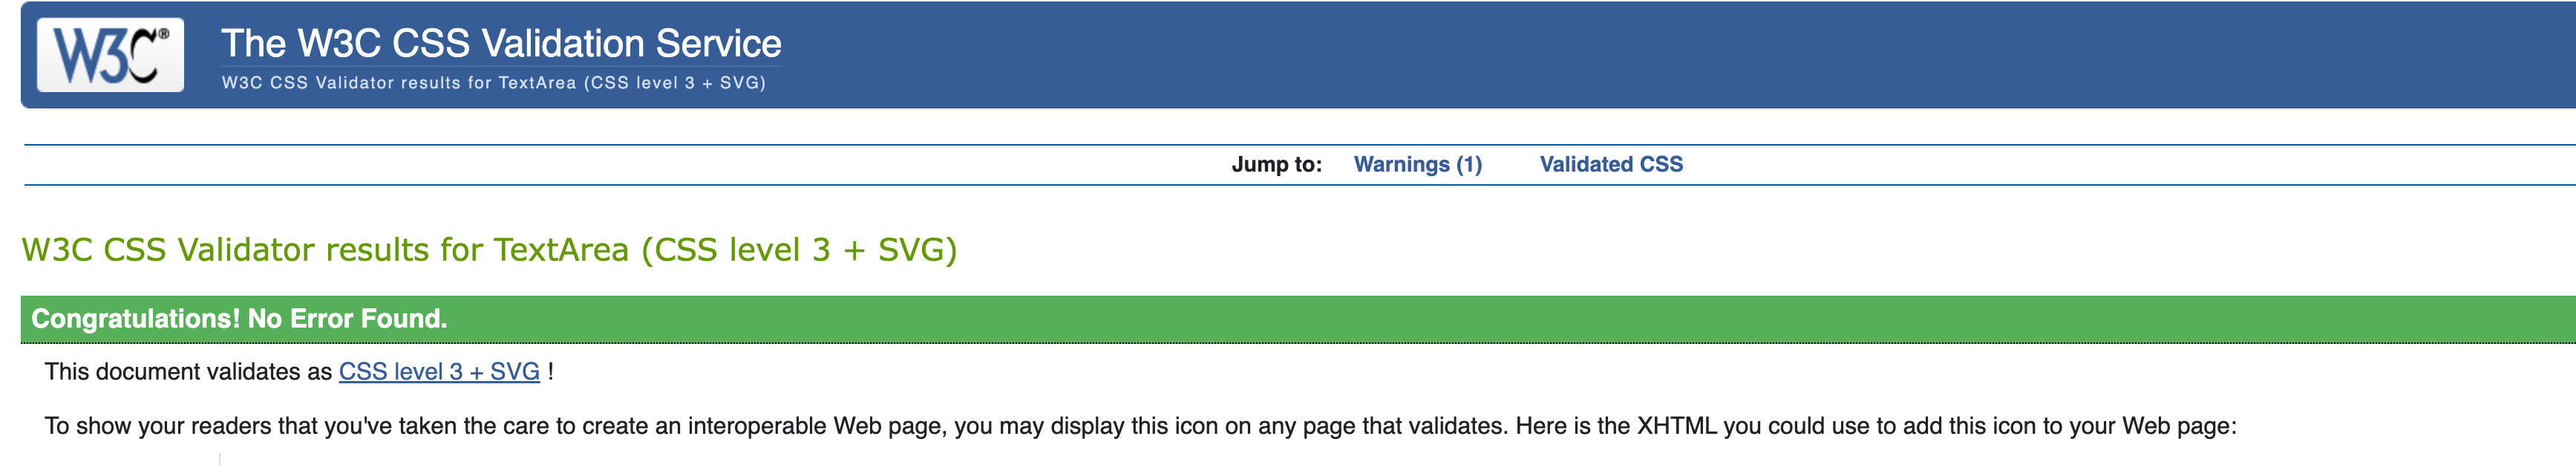 W3C®
The W3C CSS Validation Service
W3C CSS Validator results for TextArea (CSS level 3 + SVG)
Jump to: Warnings (1) Validated CSS
W3C CSS Validator results for TextArea (CSS level 3 + SVG)
Congratulations! No Error Found.
This document validates as CSS level 3 + SVG !
To show your readers that you've taken the care to create an interoperable Web page, you may display this icon on any page that validates. Here is the XHTML you could use to add this icon to your Web page: